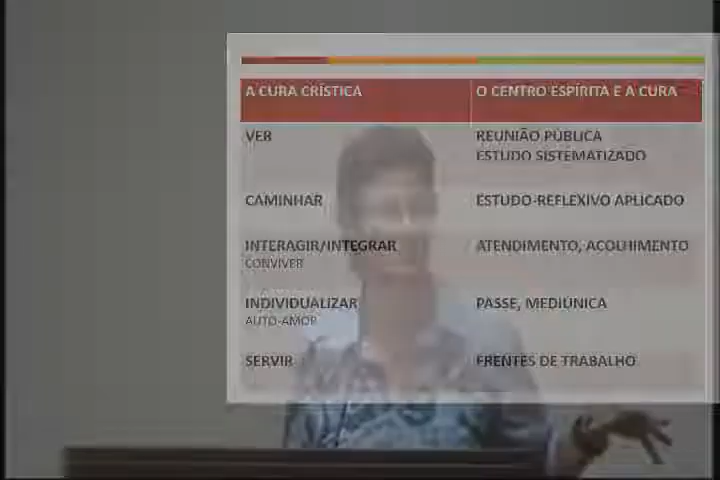 A CURA CRÍSTICA
O CENTRO ESPÍRITA E A CURA
VER
REUNIÃO PÚBLICA
ESTUDO SISTEMATIZADO
CAMINHAR
ESTUDO-REFLEXIVO APLICADO
INTERAGIR/INTEGRAR
CONVIVER
ATENDIMENTO, ACOLHIMENTO
INDIVIDUALIZAR
AUTO-AMOR
PASSE, MEDIÚNICA
SERVIR
FRENTES DE TRABALHO